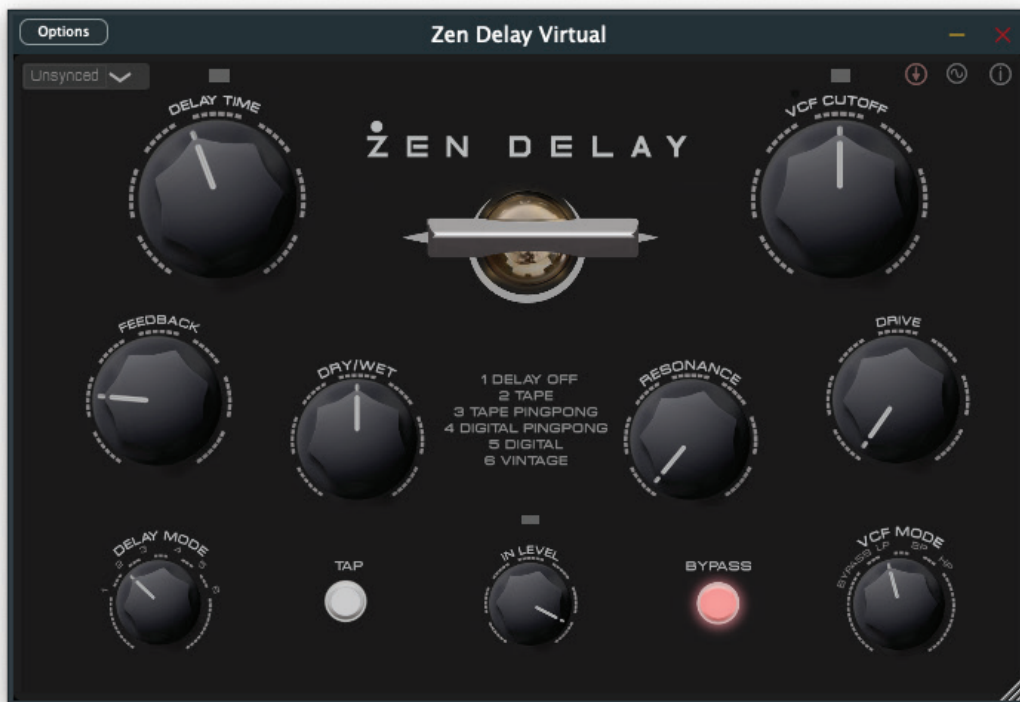 Options
Zen Delay Virtual
Unsynced
DELAY TIME
VCF CUTOFF
ZEN DELAY
FEEDBACK
DRIVE
DRY/WET
RESONANCE
1 DELAY OFF
2 TAPE
3 TAPE PINGPONG
4 DIGITAL PINGPONG
5 DIGITAL
6 VINTAGE
DELAY MODE
1 2 3 4 5 6
TAP
IN LEVEL
BYPASS
VCF MODE
BYPASS LP BP HP